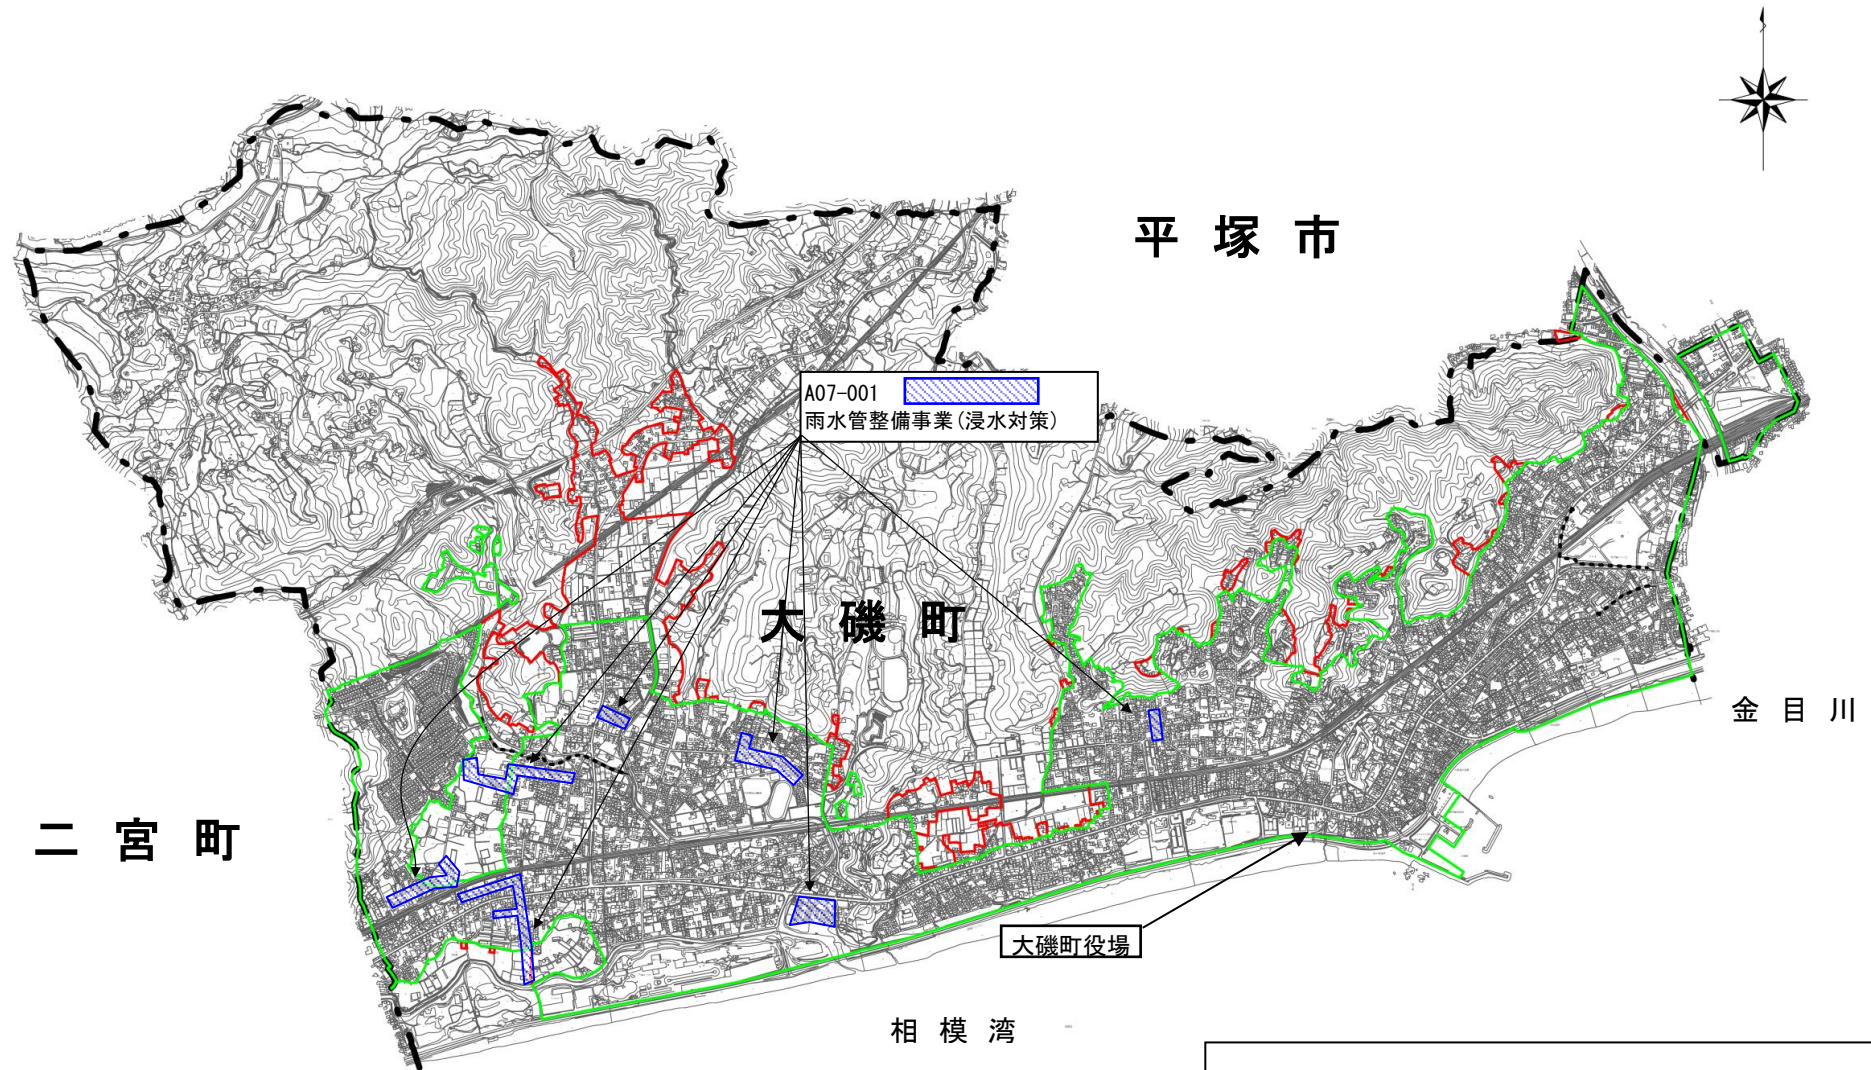 平塚市
A07-001
雨水管整備事業(浸水対策)
大磯町
金目川
二宮町
大磯町役場
相模湾